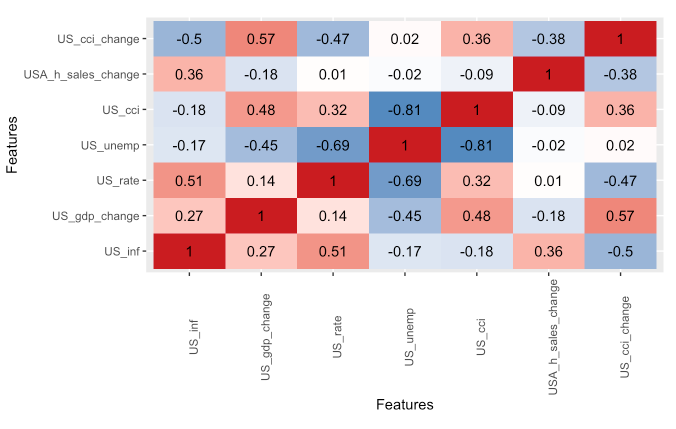 US_cci_change -0.5 0.57 -0.47 0.02 0.36 -0.38 1
USA_h_sales_change 0.36 -0.18 0.01 -0.02 -0.09 1 -0.38
US_cci -0.18 0.48 0.32 -0.81 1 -0.09 0.36
US_unemp -0.17 -0.45 -0.69 1 -0.81 -0.02 0.02
US_rate 0.51 0.14 1 -0.69 0.32 0.01 -0.47
US_gdp_change 0.27 1 0.14 -0.45 0.48 -0.18 0.57
US_inf 1 0.27 0.51 -0.17 -0.18 0.36 -0.5
Features
US_inf
US_gdp_change
US_rate
US_unemp
US_cci
USA_h_sales_change
US_cci_change
Features